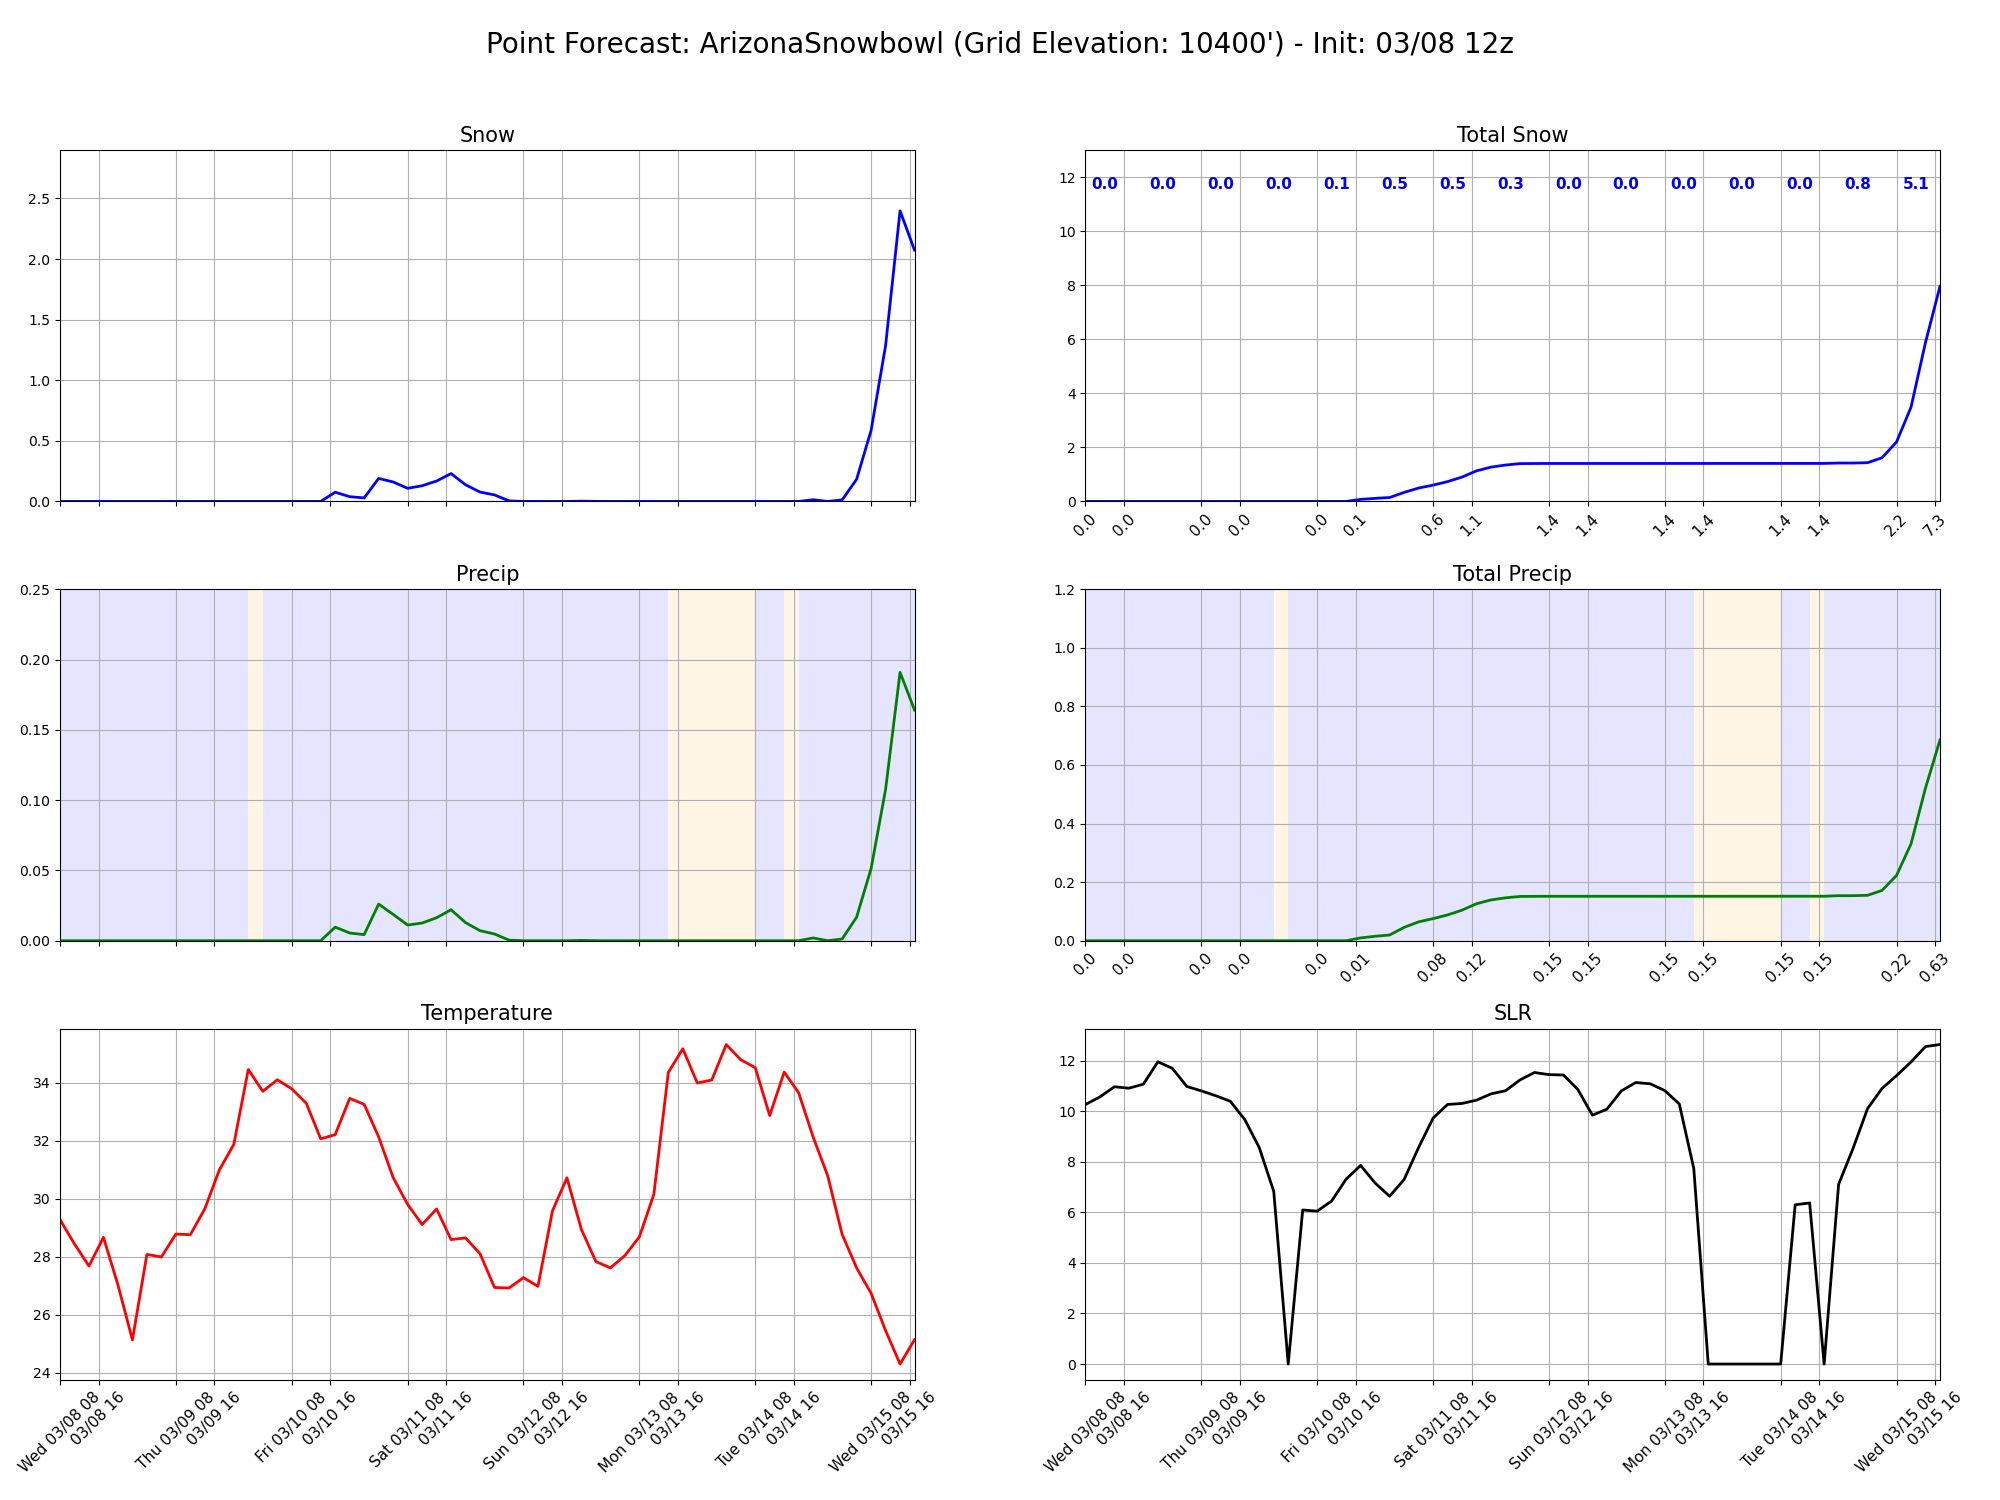 Point Forecast: ArizonaSnowbowl (Grid Elevation: 10400') - Init: 03/08 12z
Snow
2.5
2.0
1.5
1.0
0.5
0.0
Total Snow
12
10
8
6
4
2
0
0.0 0.0 0.0 0.0 0.1 0.5 0.5 0.3 0.0 0.0 0.0 0.0 0.0 0.8 5.1
0.0 0.0 0.0 0.0 0.0 0.1 0.6 1.1 1.4 1.4 1.4 1.4 1.4 1.4 2.2 7.3
Precip
0.25
0.20
0.15
0.10
0.05
0.00
Total Precip
1.2
1.0
0.8
0.6
0.4
0.2
0.0
0.0 0.0 0.0 0.0 0.0 0.01 0.08 0.12 0.15 0.15 0.15 0.15 0.15 0.15 0.22 0.63
Temperature
34
32
30
28
26
24
Wed 03/08 08
03/08 16
Thu 03/09 08
03/09 16
Fri 03/10 08
03/10 16
Sat 03/11 08
03/11 16
Sun 03/12 08
03/12 16
Mon 03/13 08
03/13 16
Tue 03/14 08
03/14 16
Wed 03/15 08
03/15 16
SLR
12
10
8
6
4
2
0
Wed 03/08 08
03/08 16
Thu 03/09 08
03/09 16
Fri 03/10 08
03/10 16
Sat 03/11 08
03/11 16
Sun 03/12 08
03/12 16
Mon 03/13 08
03/13 16
Tue 03/14 08
03/14 16
Wed 03/15 08
03/15 16